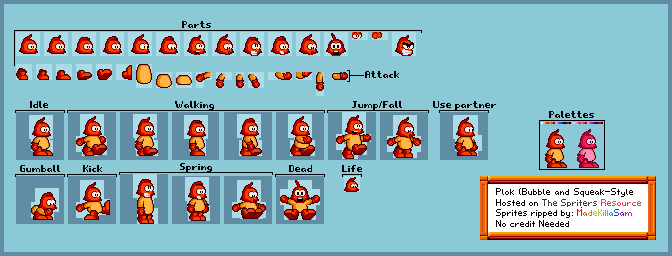 Parts
Attack
Idle
Walking
Jump/Fall
Use partner
Palettes
Gumball
Kick
Spring
Dead
Life
Plok (Bubble and Squeak-Style
Hosted on The Spriters Resource
Sprites ripped by: MadeKillaSam
No credit Needed